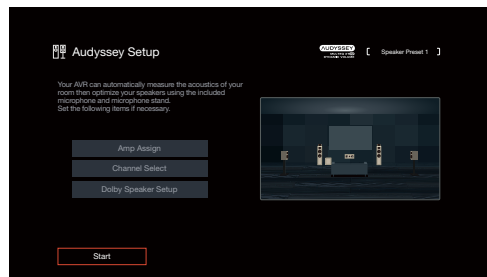 Audyssey Setup
AUDYSSEY
[ Speaker Preset 1 ]
Your AVR can automatically measure the acoustics of your
room then optimize your speakers using the included
microphone and microphone stand.
Set the following items if necessary.
Amp Assign
Channel Select
Dolby Speaker Setup
Start